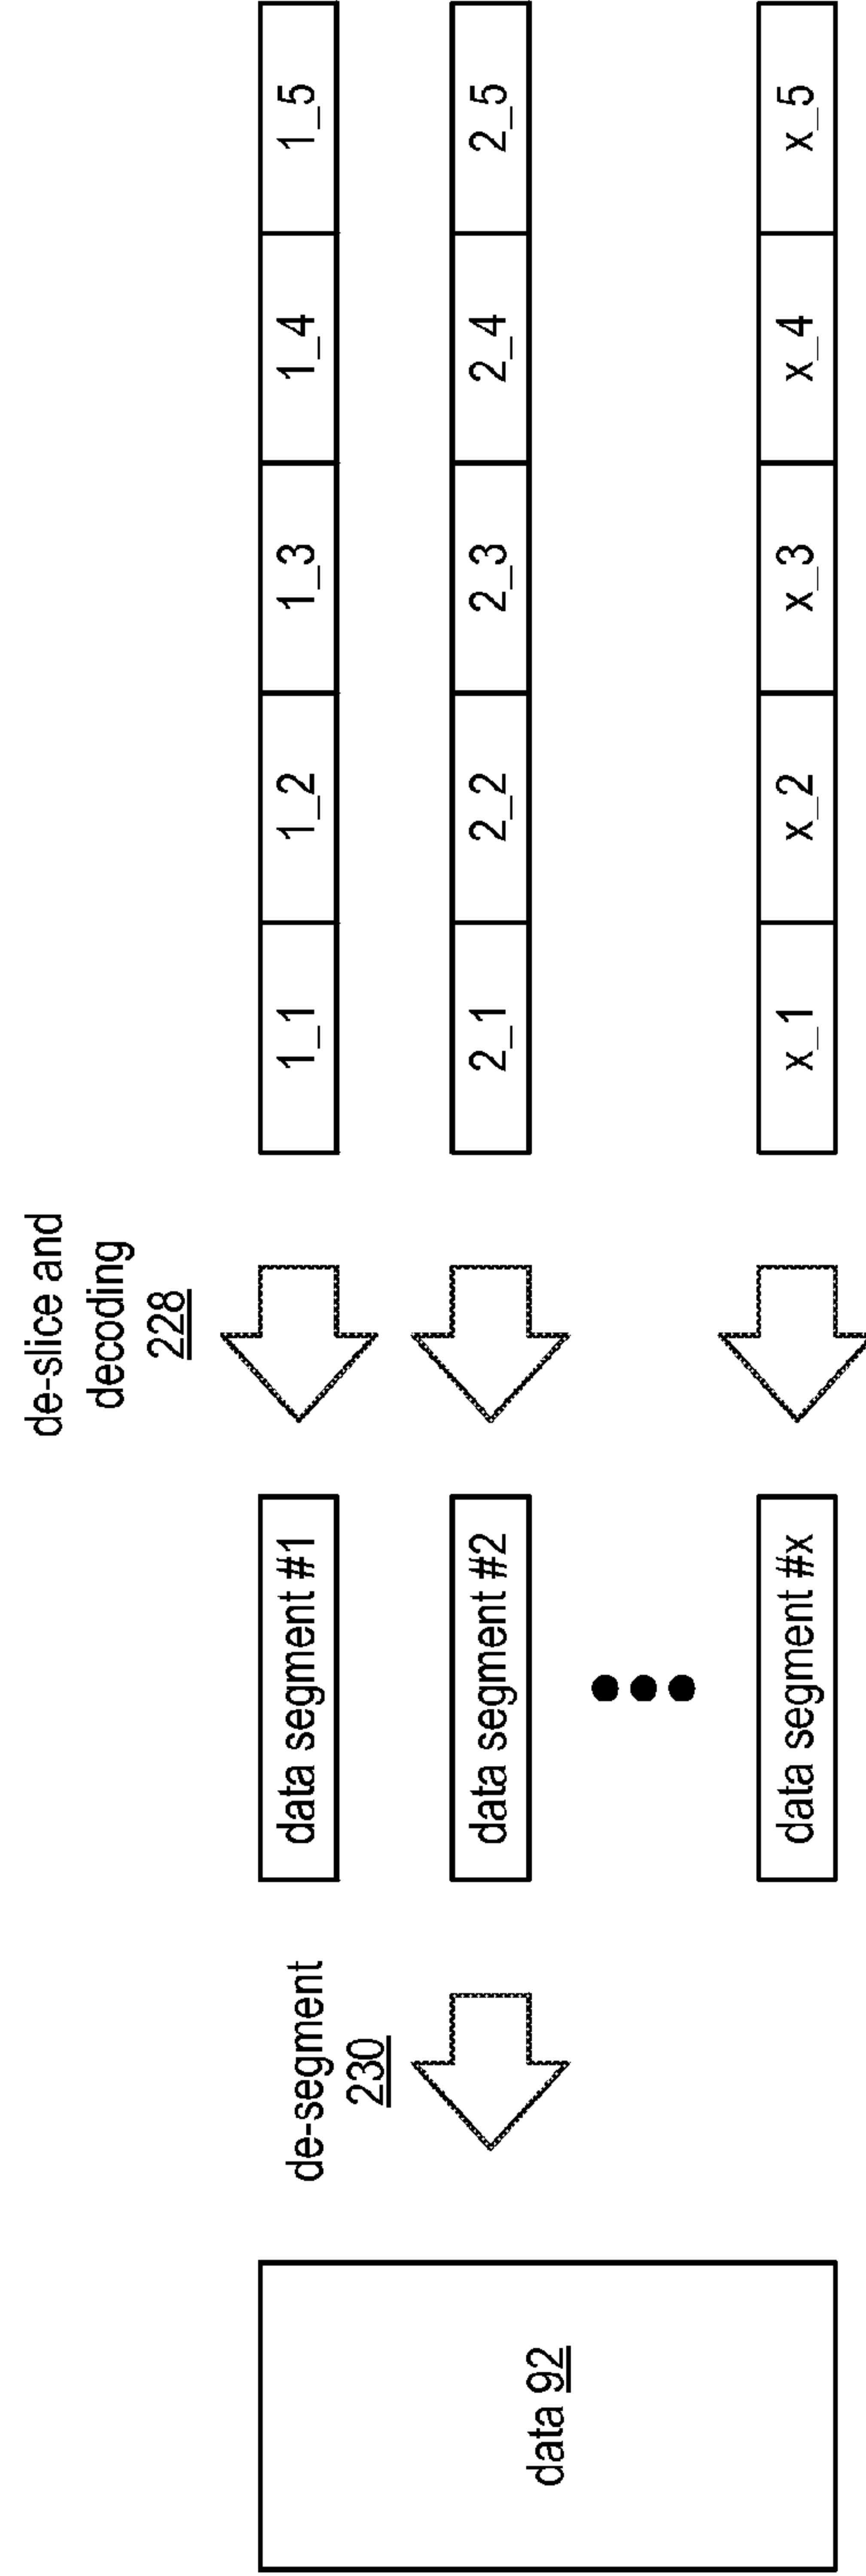 de-slice and
decoding
228
de-segment
230
data 92
data segment #1
1_1
1_2
1_3
1_4
1_5
data segment #2
2_1
2_2
2_3
2_4
2_5
data segment #x
x_1
x_2
x_3
x_4
x_5